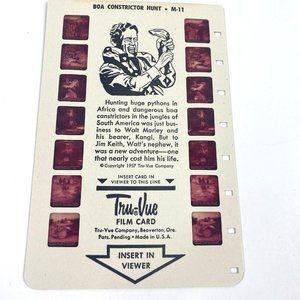 BOA CONSTRICTOR HUNT • M-11
Hunting huge pythons in
Africa and dangerous boa
constrictors in the jungles of
South America was just busi-
ness to Walt Morley and
his bearer, Kangi. But to
Jim Keith, Walt's nephew, it
was a new adventure—one
that nearly cost him his life.
© Copyright 1957 Tru-Vue Company
INSERT CARD IN
VIEWER TO THIS LINE
Tru-Vue
FILM CARD
Tru-Vue Company, Beaverton, Ore.
Pats. Pending • Made in U.S.A.
INSERT IN
VIEWER